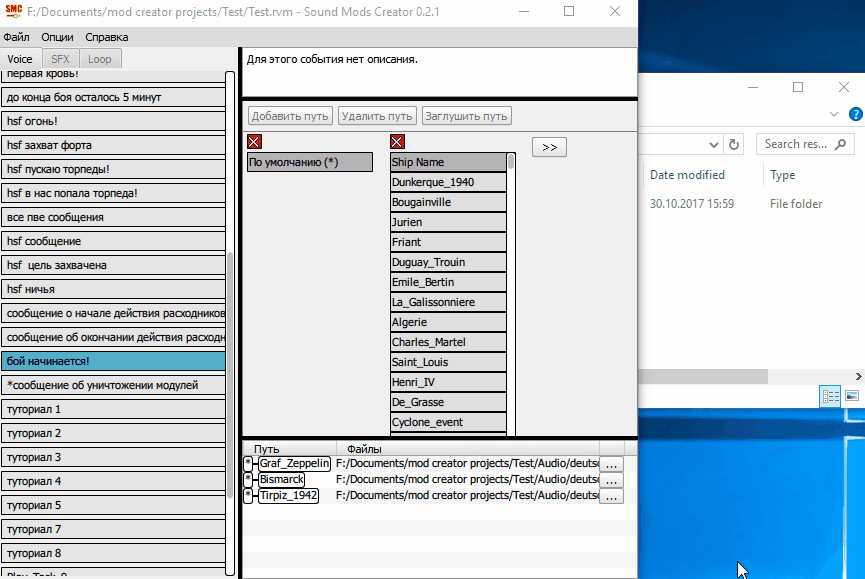 SMC F:/Documents/mod creator projects/Test/Test.rvm - Sound Mods Creator 0.2.1
Файл Опции Справка
Voice SFX Loop
первая кровь!
до конца боя осталось 5 минут
hsf огонь!
hsf захват форта
hsf пускаю торпеды!
hsf в нас попала торпеда!
все пве сообщения
hsf сообщение
hsf цель захвачена
hsf ничья
сообщение о начале действия расходников
сообщение об окончании действия расходн
бой начинается!
*сообщение об уничтожении модулей
туториал 1
туториал 2
туториал 3
туториал 4
туториал 5
туториал 7
туториал 8
Для этого события нет описания.
Добавить путь Удалить путь Заглушить путь
По умолчанию (*)
Ship Name
Dunkerque_1940
Bougainville
Jurien
Friant
Duguay_Trouin
Emile_Bertin
La_Galissonniere
Algerie
Charles_Martel
Saint_Louis
Henri_IV
De_Grasse
Cyclone_event
>>
Путь Файлы
* Graf_Zeppelin F:/Documents/mod creator projects/Test/Audio/deutsc ...
* Bismarck F:/Documents/mod creator projects/Test/Audio/deutsc ...
* Tirpiz_1942 F:/Documents/mod creator projects/Test/Audio/deutsc ...
?
Search res...
Date modified Type
30.10.2017 15:59 File folder